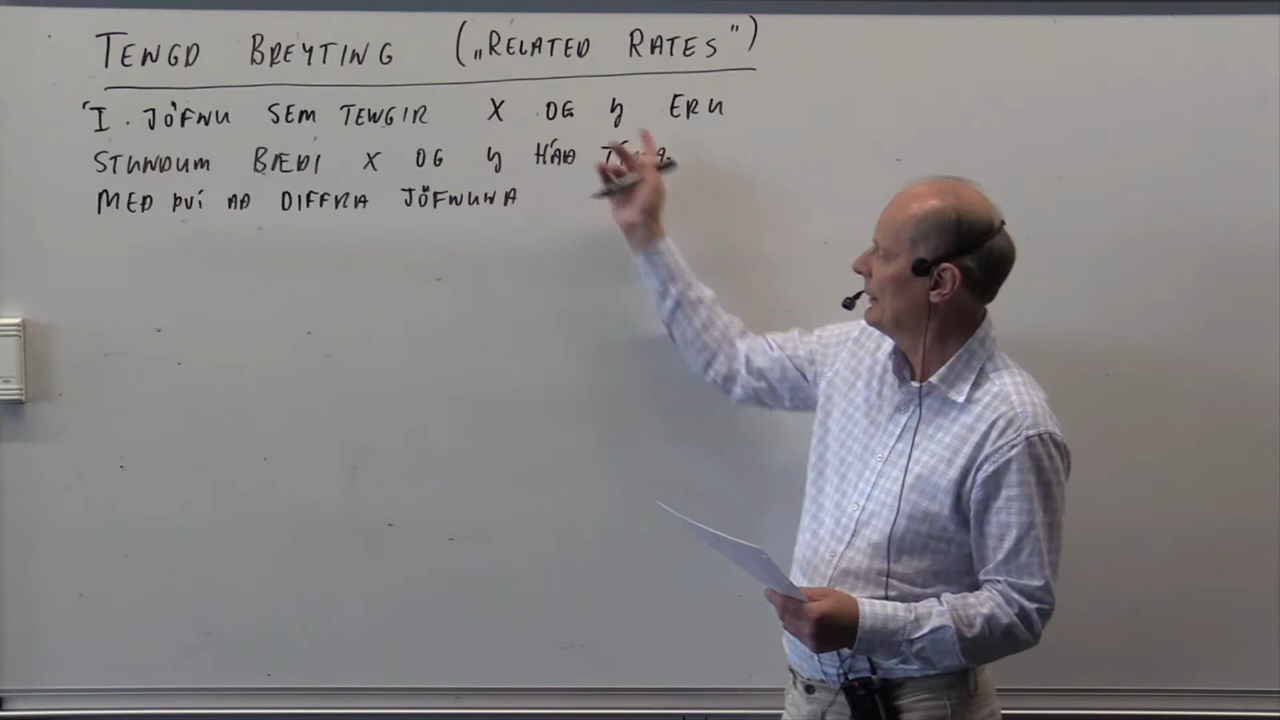 TENGD BREYTING („RELATED RATES")
Í JÖFNU SEM TENGIR X OG y ERU
STUNDUM BÆÐI X OG y HÁÐ
MEÐ ÞVÍ AÐ DIFFRA JÖFNUNA